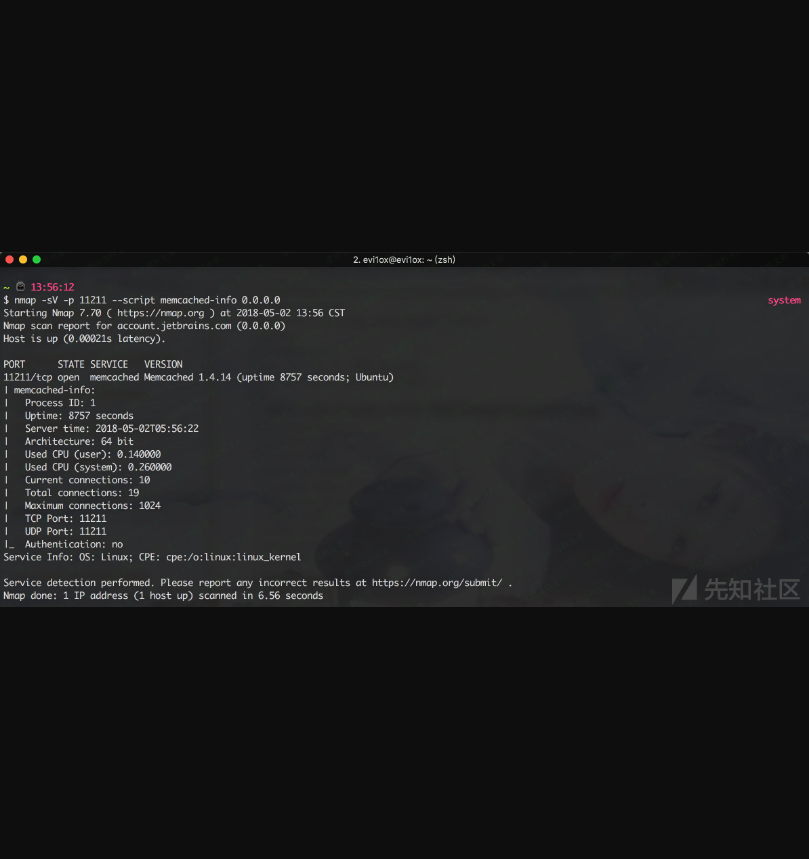 2. evi1ox@evi1ox: ~ (zsh)
~ 13:56:12
$ nmap -sV -p 11211 --script memcached-info 0.0.0.0 system
Starting Nmap 7.70 ( https://nmap.org ) at 2018-05-02 13:56 CST
Nmap scan report for account.jetbrains.com (0.0.0.0)
Host is up (0.00021s latency).
PORT STATE SERVICE VERSION
11211/tcp open memcached Memcached 1.4.14 (uptime 8757 seconds; Ubuntu)
| memcached-info:
| Process ID: 1
| Uptime: 8757 seconds
| Server time: 2018-05-02T05:56:22
| Architecture: 64 bit
| Used CPU (user): 0.140000
| Used CPU (system): 0.260000
| Current connections: 10
| Total connections: 19
| Maximum connections: 1024
| TCP Port: 11211
| UDP Port: 11211
|_ Authentication: no
Service Info: OS: Linux; CPE: cpe:/o:linux:linux_kernel
Service detection performed. Please report any incorrect results at https://nmap.org/submit/ .
Nmap done: 1 IP address (1 host up) scanned in 6.56 seconds
先知社区